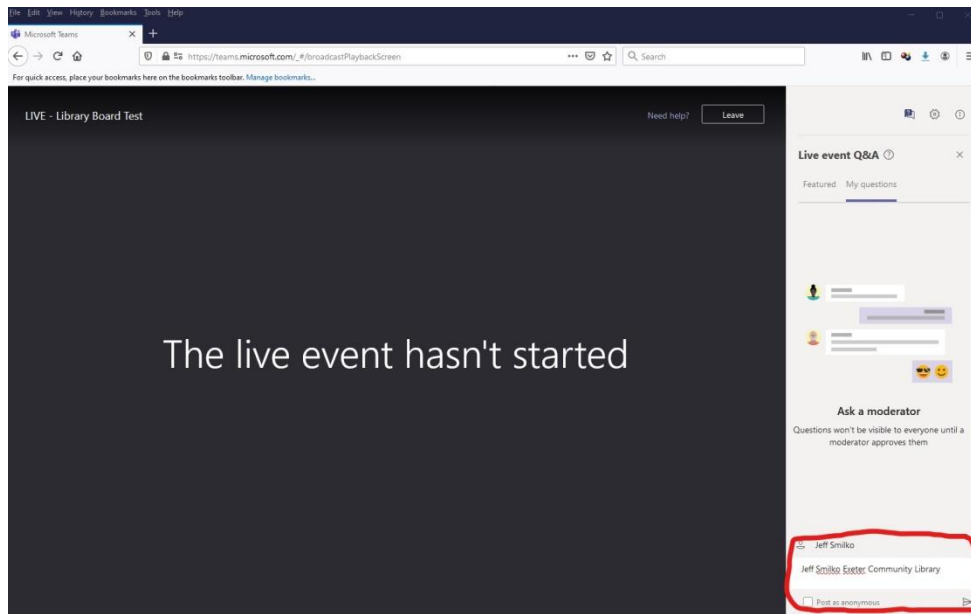 File Edit View History Bookmarks Tools Help
Microsoft Teams
https://teams.microsoft.com/_#/broadcastPlaybackScreen
Search
For quick access, place your bookmarks here on the bookmarks toolbar. Manage bookmarks...
LIVE - Library Board Test
Need help?
Leave
Live event Q&A
Featured My questions
The live event hasn't started
Ask a moderator
Questions won't be visible to everyone until a
moderator approves them
Jeff Smilko
Jeff Smilko Exeter Community Library
Post as anonymous